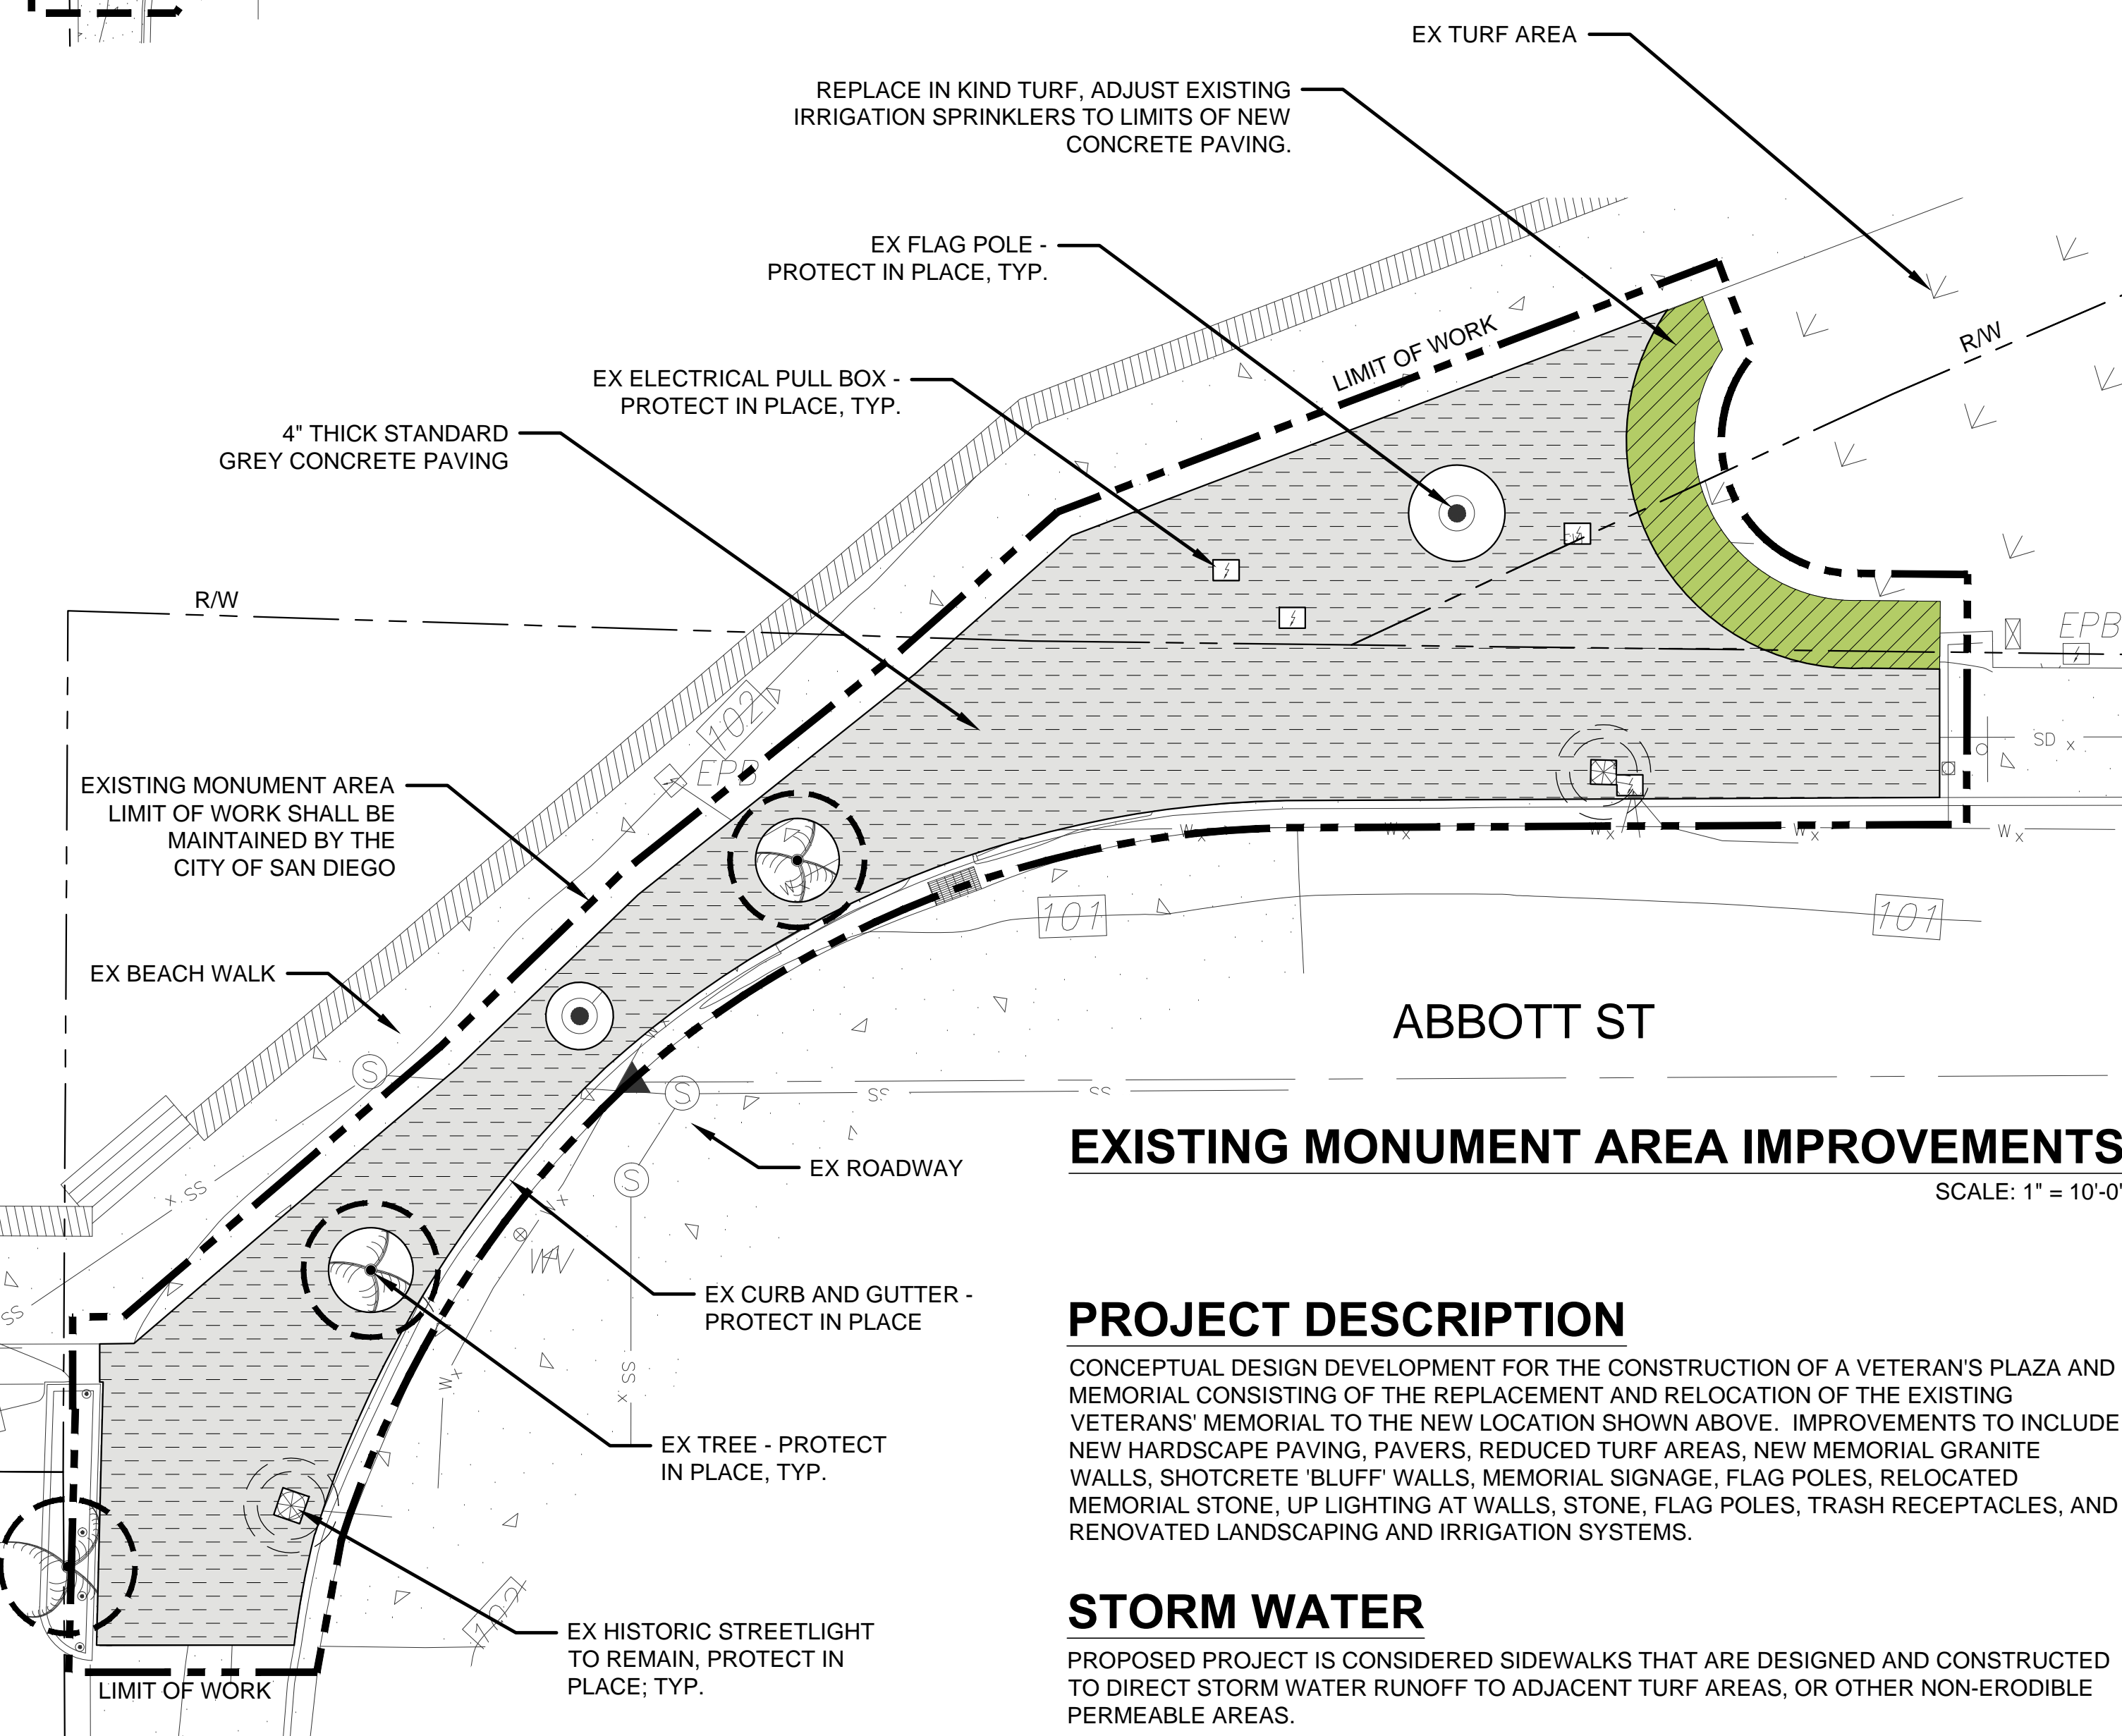 EX TURF AREA
REPLACE IN KIND TURF, ADJUST EXISTING
IRRIGATION SPRINKLERS TO LIMITS OF NEW
CONCRETE PAVING.
EX FLAG POLE -
PROTECT IN PLACE, TYP.
LIMIT OF WORK
R/W
EX ELECTRICAL PULL BOX -
PROTECT IN PLACE, TYP.
4" THICK STANDARD
GREY CONCRETE PAVING
R/W
EPB
102
EPB
SD x
EXISTING MONUMENT AREA
LIMIT OF WORK SHALL BE
MAINTAINED BY THE
CITY OF SAN DIEGO
W x
W x
W x
W x
W x
101
101
EX BEACH WALK
ABBOTT ST
S
S
SS
SS
EX ROADWAY
S
x SS
EXISTING MONUMENT AREA IMPROVEMENTS
SCALE: 1" = 10'-0"
WV
SS
EX CURB AND GUTTER -
PROTECT IN PLACE
x SS
W x
EX TREE - PROTECT
IN PLACE, TYP.
EX HISTORIC STREETLIGHT
TO REMAIN, PROTECT IN
PLACE; TYP.
LIMIT OF WORK
PROJECT DESCRIPTION
CONCEPTUAL DESIGN DEVELOPMENT FOR THE CONSTRUCTION OF A VETERAN'S PLAZA AND
MEMORIAL CONSISTING OF THE REPLACEMENT AND RELOCATION OF THE EXISTING
VETERANS' MEMORIAL TO THE NEW LOCATION SHOWN ABOVE. IMPROVEMENTS TO INCLUDE
NEW HARDSCAPE PAVING, PAVERS, REDUCED TURF AREAS, NEW MEMORIAL GRANITE
WALLS, SHOTCRETE 'BLUFF' WALLS, MEMORIAL SIGNAGE, FLAG POLES, RELOCATED
MEMORIAL STONE, UP LIGHTING AT WALLS, STONE, FLAG POLES, TRASH RECEPTACLES, AND
RENOVATED LANDSCAPING AND IRRIGATION SYSTEMS.
STORM WATER
PROPOSED PROJECT IS CONSIDERED SIDEWALKS THAT ARE DESIGNED AND CONSTRUCTED
TO DIRECT STORM WATER RUNOFF TO ADJACENT TURF AREAS, OR OTHER NON-ERODIBLE
PERMEABLE AREAS.